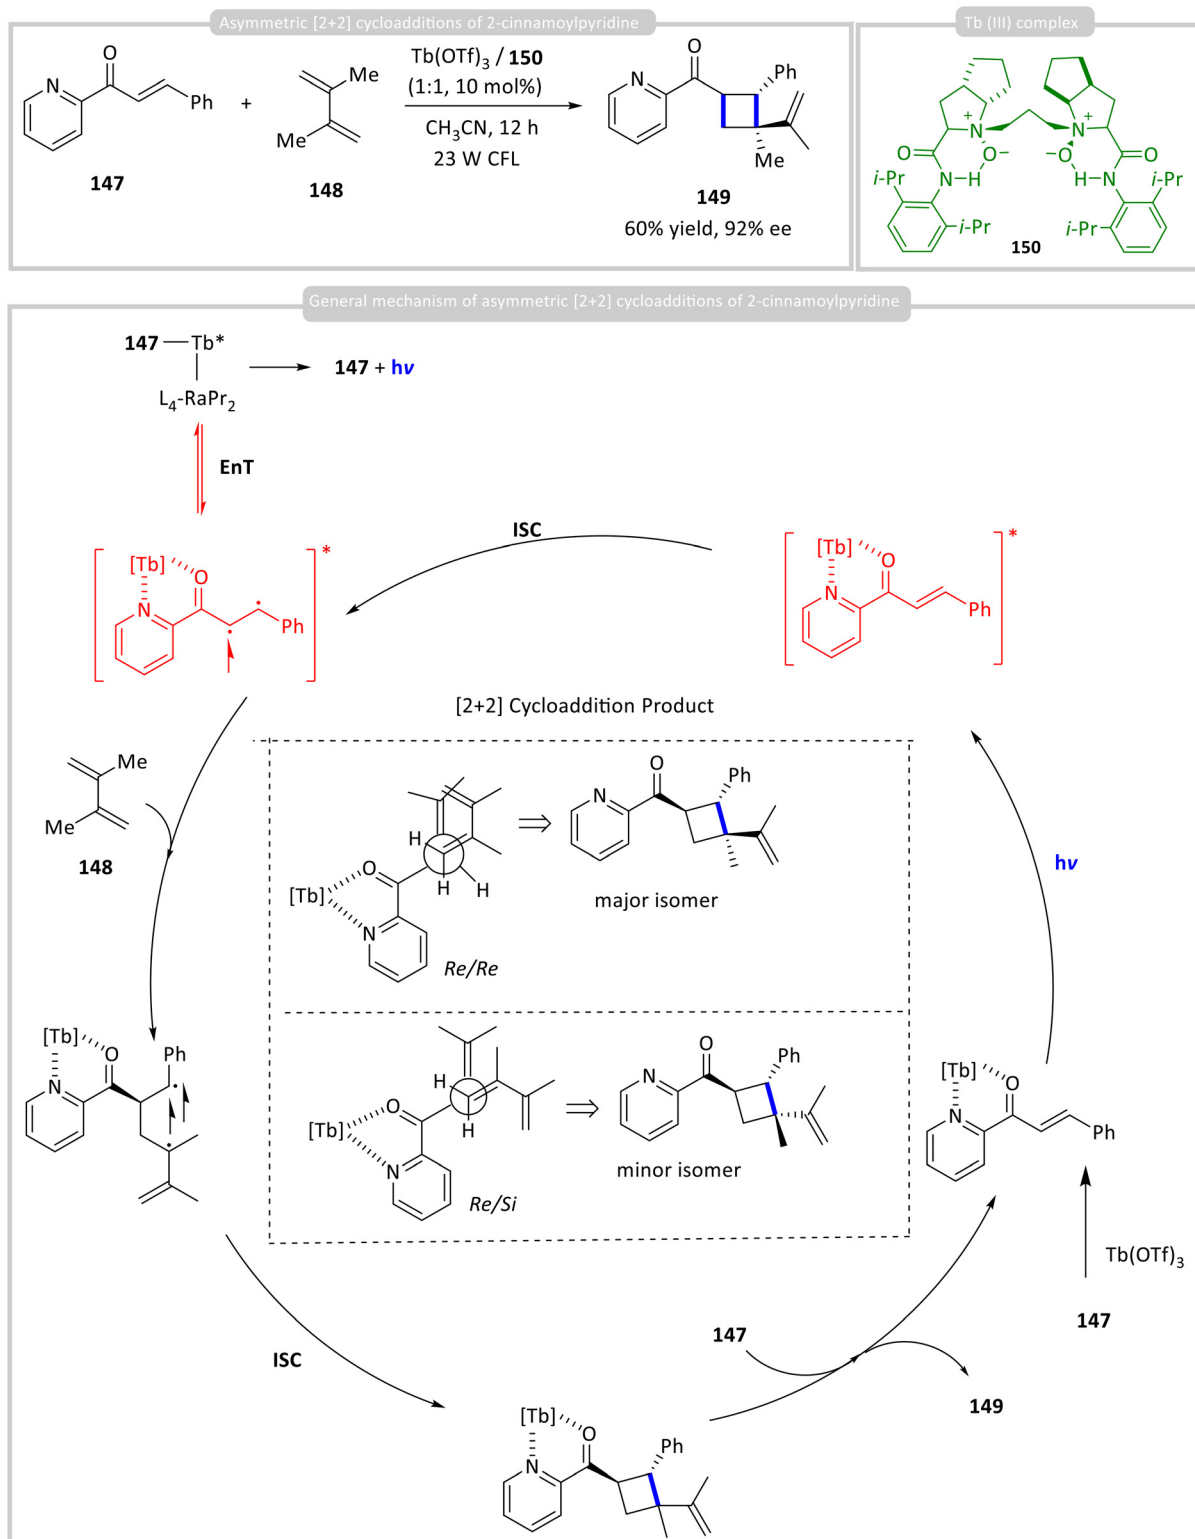 Asymmetric [2+2] cycloadditions of 2-cinnamoylpyridine
N
O
Ph
147
+
Me
Me
148
Tb(OTf)3 / 150
(1:1, 10 mol%)
CH3CN, 12 h
23 W CFL
N
O
Ph
Me
149
60% yield, 92% ee
Tb (III) complex
N
+
N
+
O
O–
–O
O
N
H
H
N
i-Pr
i-Pr
i-Pr
i-Pr
150
General mechanism of asymmetric [2+2] cycloadditions of 2-cinnamoylpyridine
147
Tb*
L4-RaPr2
147 + hν
EnT
ISC
[Tb]
O
N
Ph
*
[Tb]
O
N
Ph
*
[2+2] Cycloaddition Product
Me
Me
148
H
H
H
O
[Tb]
N
Re/Re
O
Ph
N
major isomer
hν
H
H
O
[Tb]
N
Re/Si
O
Ph
N
minor isomer
[Tb]
O
N
Ph
[Tb]
O
N
Ph
Tb(OTf)3
147
ISC
147
149
[Tb]
O
N
Ph